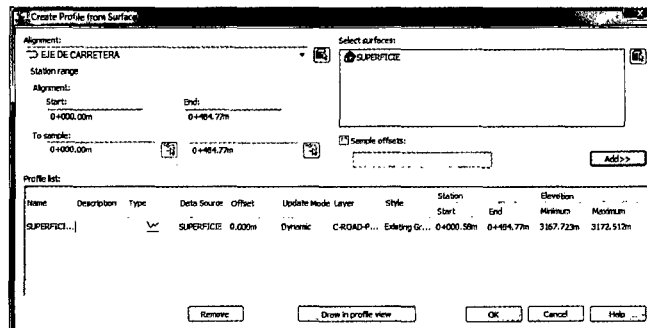 Create Profile from Surface
Alignment:
EJE DE CARRETERA
Station range
Alignment:
Start:
End:
0+000.00m
0+484.77m
To sample:
0+000.00m
0+484.77m
Select surfaces:
SUPERFICIE
Sample offsets:
Add>>
Profile list:
Name Description Type Data Source Offset Update Mode Layer Style Station Elevation
Start End Minimum Maximum
SUPERFICI... SUPERFICIE 0.000m Dynamic C-ROAD-P... Existing Gr... 0+000.58m 0+484.77m 3167.723m 3172.512m
Remove
Draw in profile view
OK
Cancel
Help